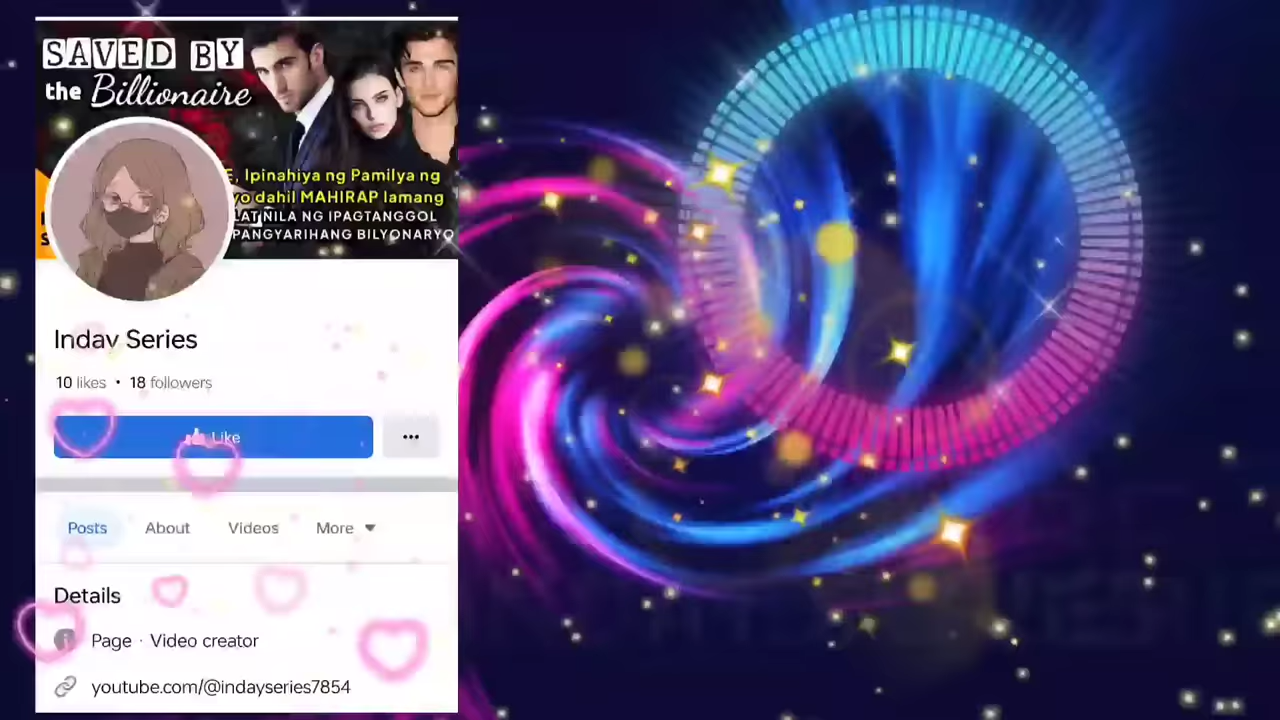 SAVED BY
the Billionaire
E, Ipinahiya ng Pamilya ng
yo dahil MAHIRAP lamang
NILA NG IPAGTANGGOL
PANGYARIHANG BILYONARYO
Inday Series
10 likes • 18 followers
Like
Posts About Videos More
Details
Page · Video creator
youtube.com/@indayseries7854